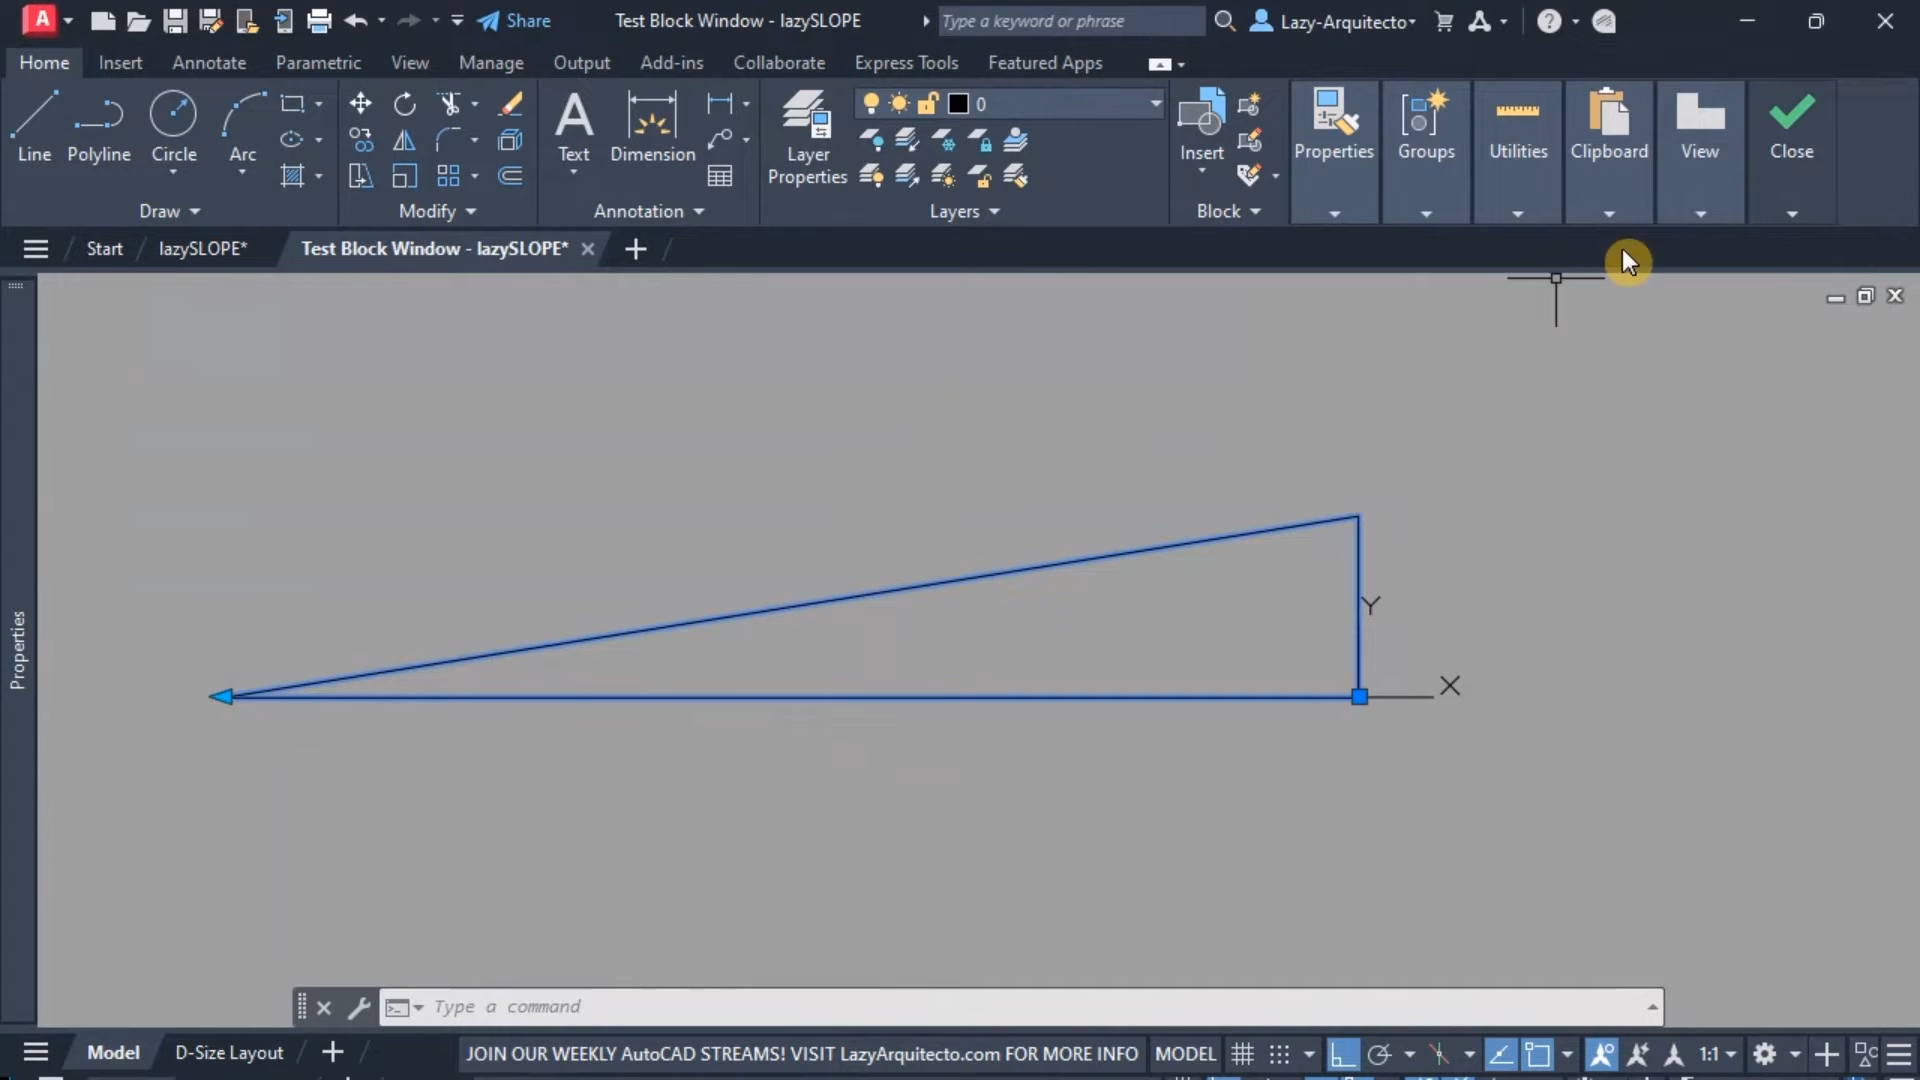 A Share Test Block Window - lazySLOPE Type a keyword or phrase Lazy-Arquitecto
Home Insert Annotate Parametric View Manage Output Add-ins Collaborate Express Tools Featured Apps
0
Line Polyline Circle Arc Text Dimension Layer Properties Insert Properties Groups Utilities Clipboard View Close
Draw Modify Annotation Layers Block
Start lazySLOPE* Test Block Window - lazySLOPE*
Y
X
Properties
Type a command
Model D-Size Layout JOIN OUR WEEKLY AutoCAD STREAMS! VISIT LazyArquitecto.com FOR MORE INFO MODEL 1:1